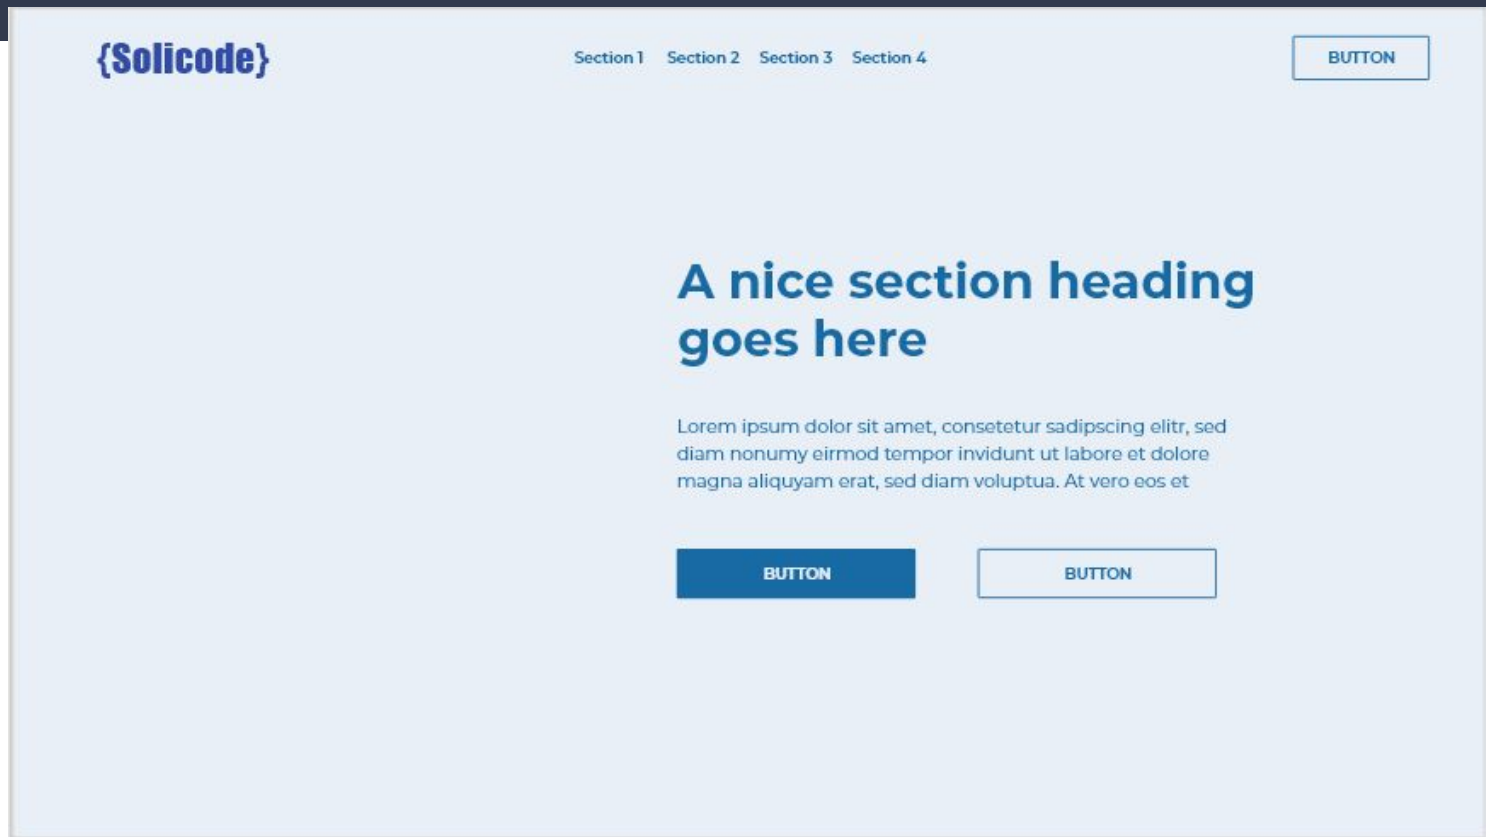 {Solicode}
Section 1 Section 2 Section 3 Section 4
BUTTON
A nice section heading
goes here
Lorem ipsum dolor sit amet, consetetur sadipscing elitr, sed
diam nonumy eirmod tempor invidunt ut labore et dolore
magna aliquyam erat, sed diam voluptua. At vero eos et
BUTTON
BUTTON